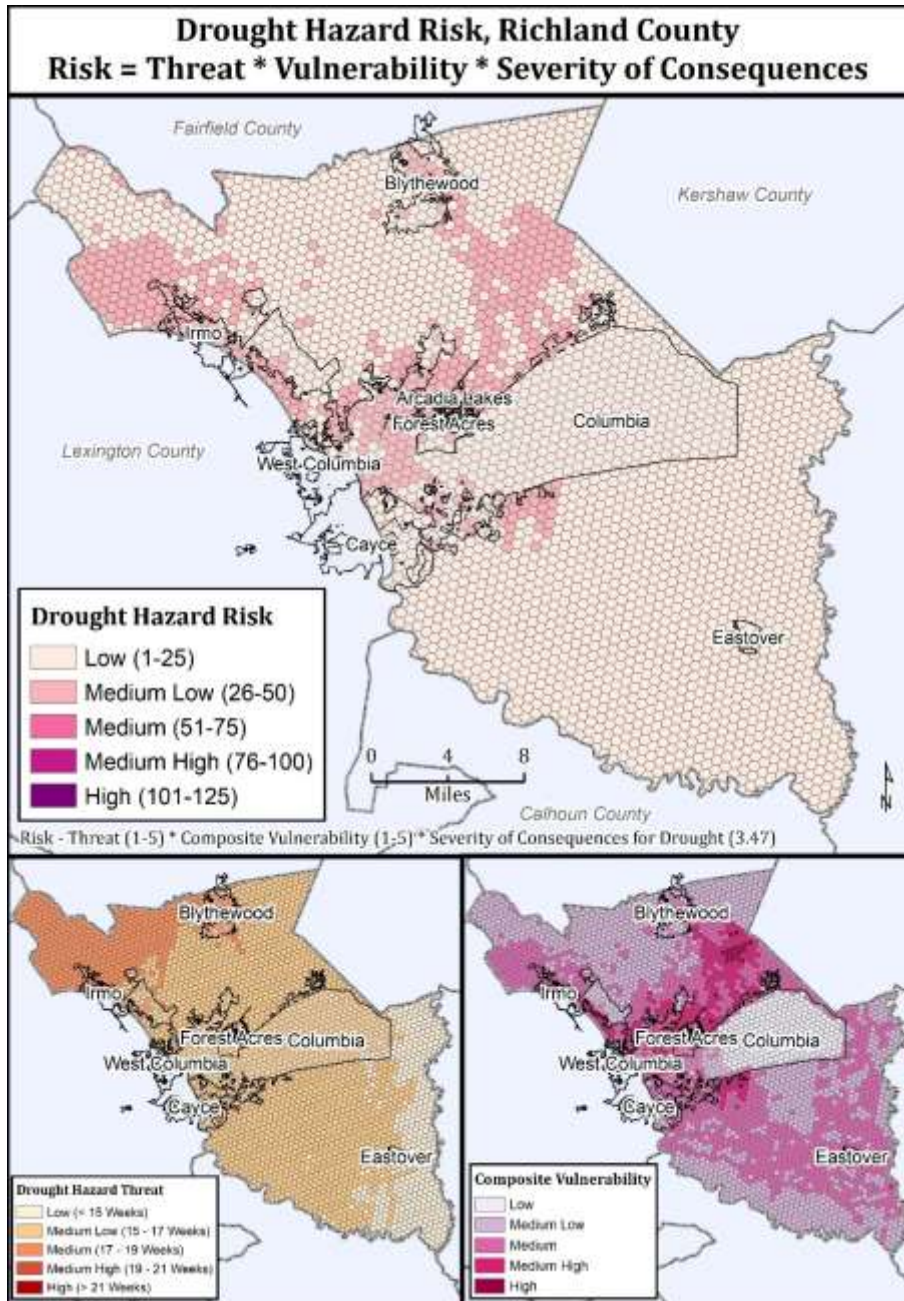 Drought Hazard Risk, Richland County
Risk = Threat * Vulnerability * Severity of Consequences
Fairfield County
Blythewood
Kershaw County
Irmo
Arcadia Lakes
Forest Acres
Columbia
Lexington County
West Columbia
Cayce
Eastover
Drought Hazard Risk
Low (1-25)
Medium Low (26-50)
Medium (51-75)
Medium High (76-100)
High (101-125)
0 4 8
Miles
N
Calhoun County
Risk - Threat (1-5) * Composite Vulnerability (1-5) * Severity of Consequences for Drought (3.47)
Blythewood
Irmo
Forest Acres
Columbia
West Columbia
Cayce
Eastover
Drought Hazard Threat
Low (< 15 Weeks)
Medium Low (15 - 17 Weeks)
Medium (17 - 19 Weeks)
Medium High (19 - 21 Weeks)
High (> 21 Weeks)
Blythewood
Irmo
Forest Acres
Columbia
West Columbia
Cayce
Eastover
Composite Vulnerability
Low
Medium Low
Medium
Medium High
High